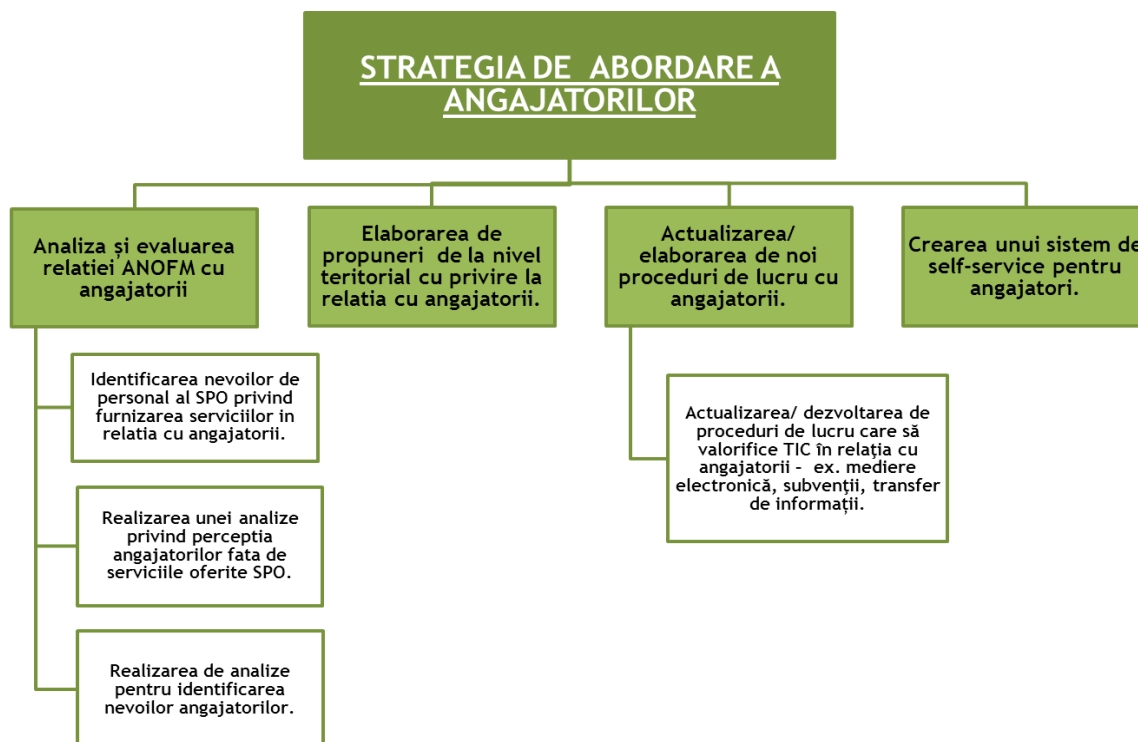 STRATEGIA DE  ABORDARE A
ANGAJATORILOR
Analiza și evaluarea
relatiei ANOFM cu
angajatorii
Elaborarea de
propuneri  de la nivel
teritorial cu privire la
relatia cu angajatorii.
Actualizarea/
elaborarea de noi
proceduri de lucru cu
angajatorii.
Crearea unui sistem de
self-service pentru
angajatori.
Identificarea nevoilor de
personal al SPO privind
furnizarea serviciilor in
relatia cu angajatorii.
Realizarea unei analize
privind perceptia
angajatorilor fata de
serviciile oferite SPO.
Realizarea de analize
pentru identificarea
nevoilor angajatorilor.
Actualizarea/ dezvoltarea de
proceduri de lucru care să
valorifice TIC în relația cu
angajatorii –  ex. mediere
electronică, subvenții, transfer
de informații.